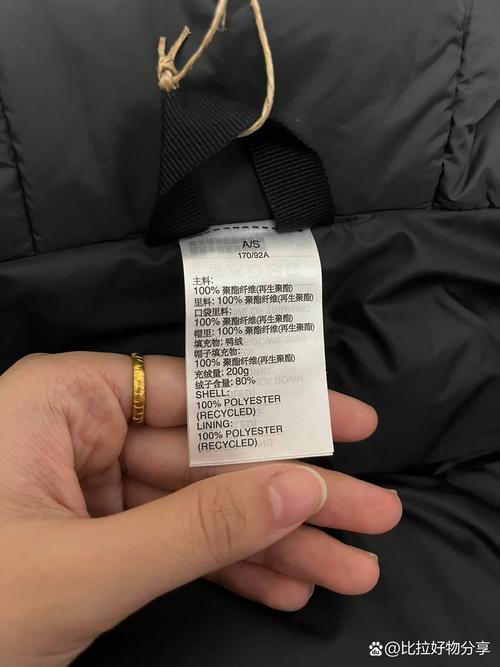 A/S
170/92A
主料:
100% 聚酯纤维(再生聚酯)
里料: 100% 聚酯纤维(再生聚酯)
口袋里料:
100% 聚酯纤维(再生聚酯)
帽里: 100% 聚酯纤维(再生聚酯)
填充物: 鸭绒
帽子填充物:
100% 聚酯纤维(再生聚酯)
充绒量: 200g
绒子含量: 80%
SHELL:
100% POLYESTER
(RECYCLED)
LINING:
100% POLYESTER
(RECYCLED)
@比拉好物分享